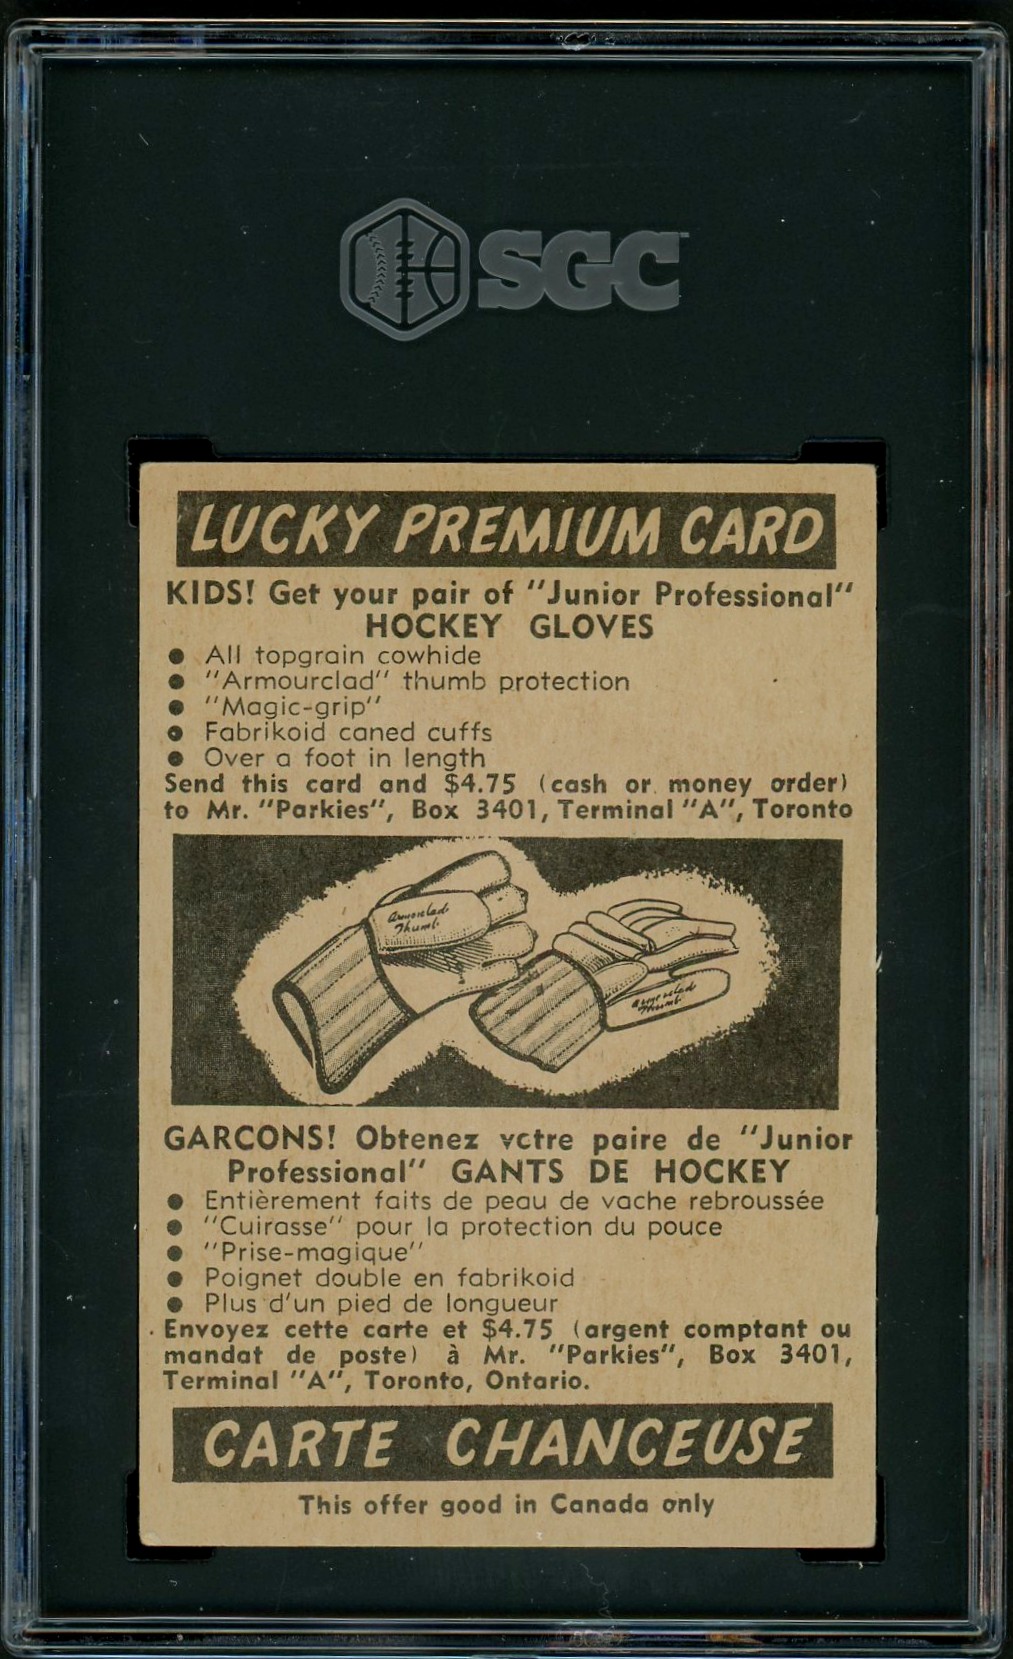 SGC
LUCKY PREMIUM CARD
KIDS! Get your pair of "Junior Professional"
HOCKEY GLOVES
● All topgrain cowhide
● "Armourclad" thumb protection
● "Magic-grip"
● Fabrikoid caned cuffs
● Over a foot in length
Send this card and $4.75 (cash or money order)
to Mr. "Parkies", Box 3401, Terminal "A", Toronto
Armorclad
Thumb
Armorclad
Thumb
GARCONS! Obtenez vctre paire de "Junior
Professional" GANTS DE HOCKEY
● Entièrement faits de peau de vache rebroussée
● "Cuirasse" pour la protection du pouce
● "Prise-magique"
● Poignet double en fabrikoid
● Plus d'un pied de longueur
Envoyez cette carte et $4.75 (argent comptant ou
mandat de poste) à Mr. "Parkies", Box 3401,
Terminal "A", Toronto, Ontario.
CARTE CHANCEUSE
This offer good in Canada only